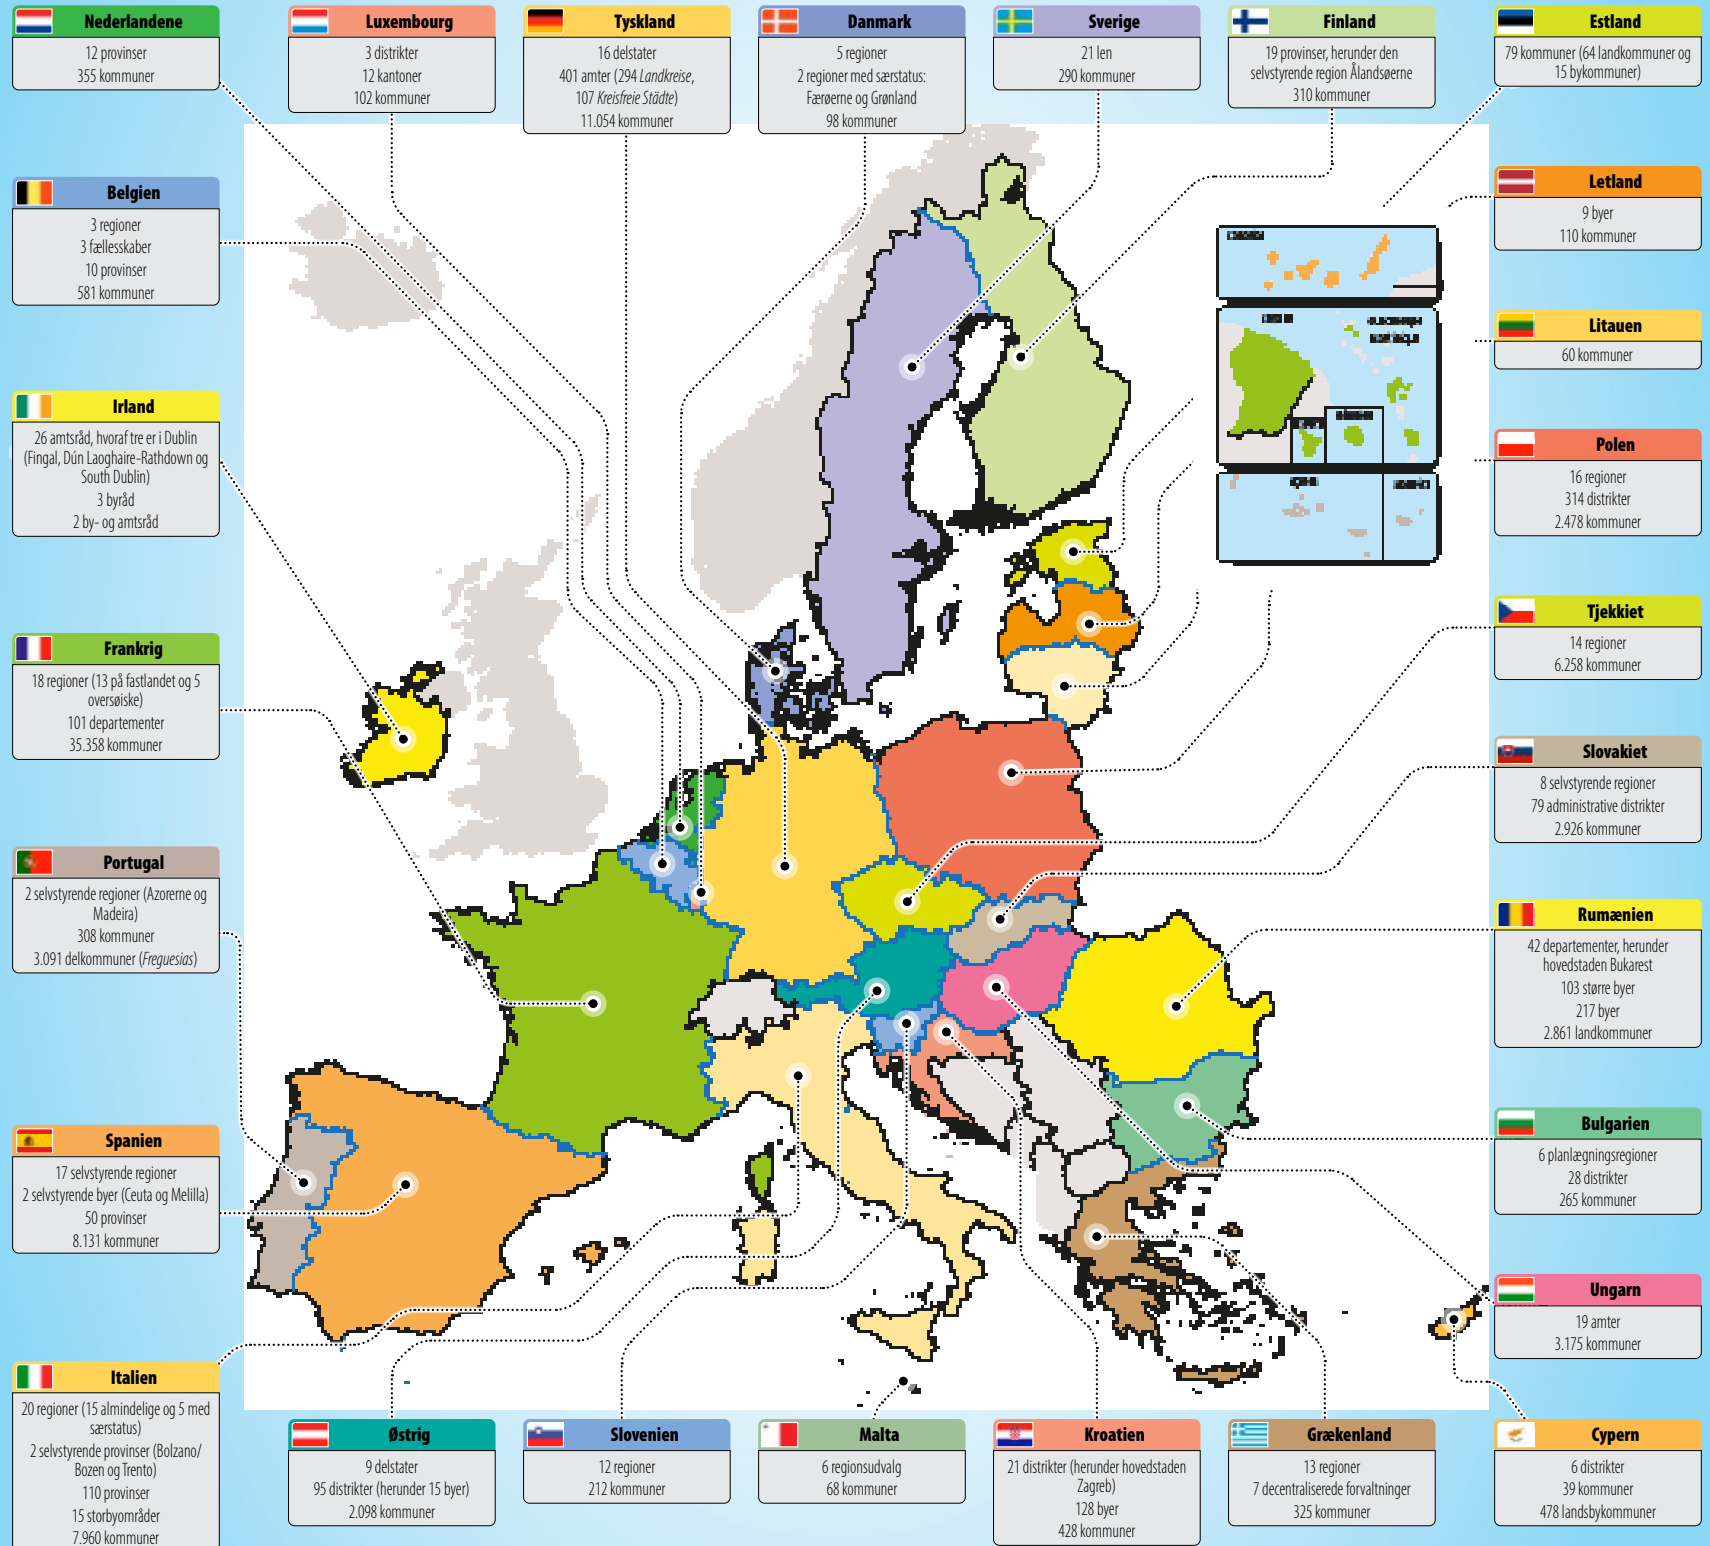 Nederlandene
12 provinser
355 kommuner
Luxembourg
3 distrikter
12 kantoner
102 kommuner
Tyskland
16 delstater
401 amter (294 Landkreise,
107 Kreisfreie Städte)
11.054 kommuner
Danmark
5 regioner
2 regioner med særstatus:
Færøerne og Grønland
98 kommuner
Sverige
21 len
290 kommuner
Finland
19 provinser, herunder den
selvstyrende region Ålandsøerne
310 kommuner
Estland
79 kommuner (64 landkommuner og
15 bykommuner)
Belgien
3 regioner
3 fællesskaber
10 provinser
581 kommuner
Letland
9 byer
110 kommuner
Litauen
60 kommuner
Irland
26 amtsråd, hvoraf tre er i Dublin
(Fingal, Dún Laoghaire-Rathdown og
South Dublin)
3 byråd
2 by- og amtsråd
Polen
16 regioner
314 distrikter
2.478 kommuner
Tjekkiet
14 regioner
6.258 kommuner
Frankrig
18 regioner (13 på fastlandet og 5
oversøiske)
101 departementer
35.358 kommuner
Slovakiet
8 selvstyrende regioner
79 administrative distrikter
2.926 kommuner
Portugal
2 selvstyrende regioner (Azorerne og
Madeira)
308 kommuner
3.091 delkommuner (Freguesias)
Rumænien
42 departementer, herunder
hovedstaden Bukarest
103 større byer
217 byer
2.861 landkommuner
Spanien
17 selvstyrende regioner
2 selvstyrende byer (Ceuta og Melilla)
50 provinser
8.131 kommuner
Bulgarien
6 planlægningsregioner
28 distrikter
265 kommuner
Ungarn
19 amter
3.175 kommuner
Italien
20 regioner (15 almindelige og 5 med
særstatus)
2 selvstyrende provinser (Bolzano/
Bozen og Trento)
110 provinser
15 storbyområder
7.960 kommuner
Østrig
9 delstater
95 distrikter (herunder 15 byer)
2.098 kommuner
Slovenien
12 regioner
212 kommuner
Malta
6 regionsudvalg
68 kommuner
Kroatien
21 distrikter (herunder hovedstaden
Zagreb)
128 byer
428 kommuner
Grækenland
13 regioner
7 decentraliserede forvaltninger
325 kommuner
Cypern
6 distrikter
39 kommuner
478 landsbykommuner